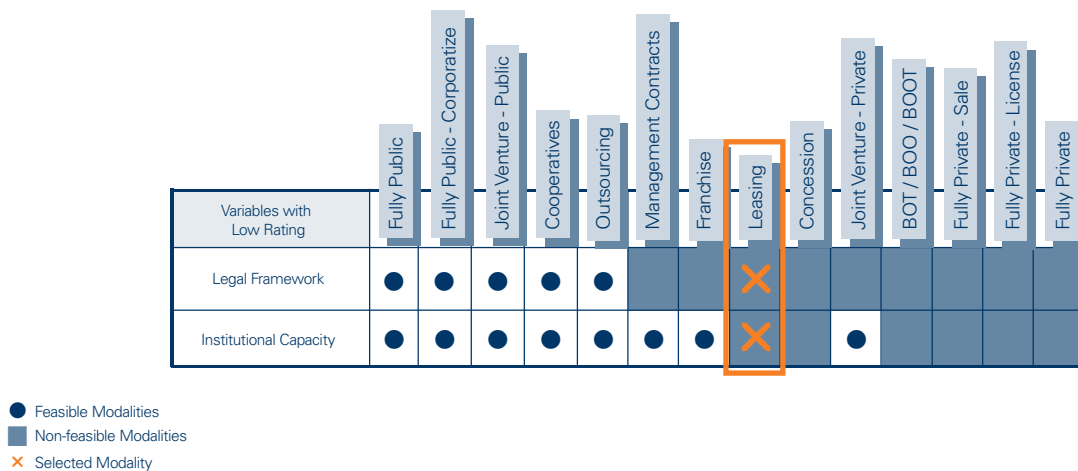 Fully Public
Fully Public - Corporatize
Joint Venture - Public
Cooperatives
Outsourcing
Management Contracts
Franchise
Leasing
Concession
Joint Venture - Private
BOT / BOO / BOOT
Fully Private - Sale
Fully Private - License
Fully Private
Variables with
Low Rating
Legal Framework
Institutional Capacity
Feasible Modalities
Non-feasible Modalities
Selected Modality